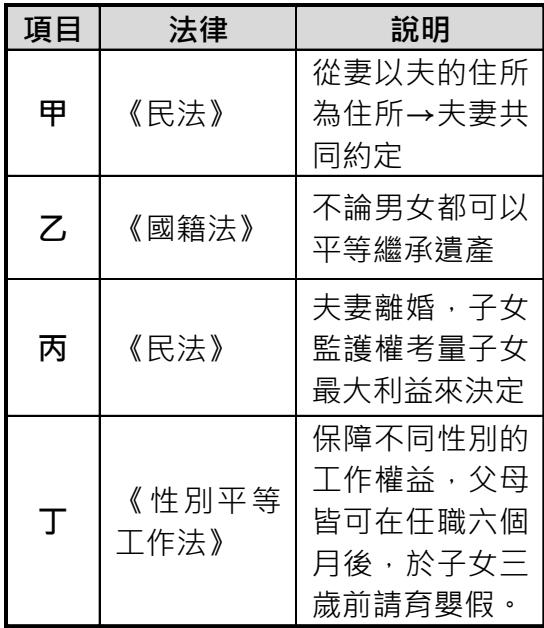 項目 法律 說明
甲 《民法》 從妻以夫的住所
為住所→夫妻共
同約定
乙 《國籍法》 不論男女都可以
平等繼承遺產
丙 《民法》 夫妻離婚，子女
監護權考量子女
最大利益來決定
丁 《性別平等
工作法》 保障不同性別的
工作權益，父母
皆可在任職六個
月後，於子女三
歲前請育嬰假。